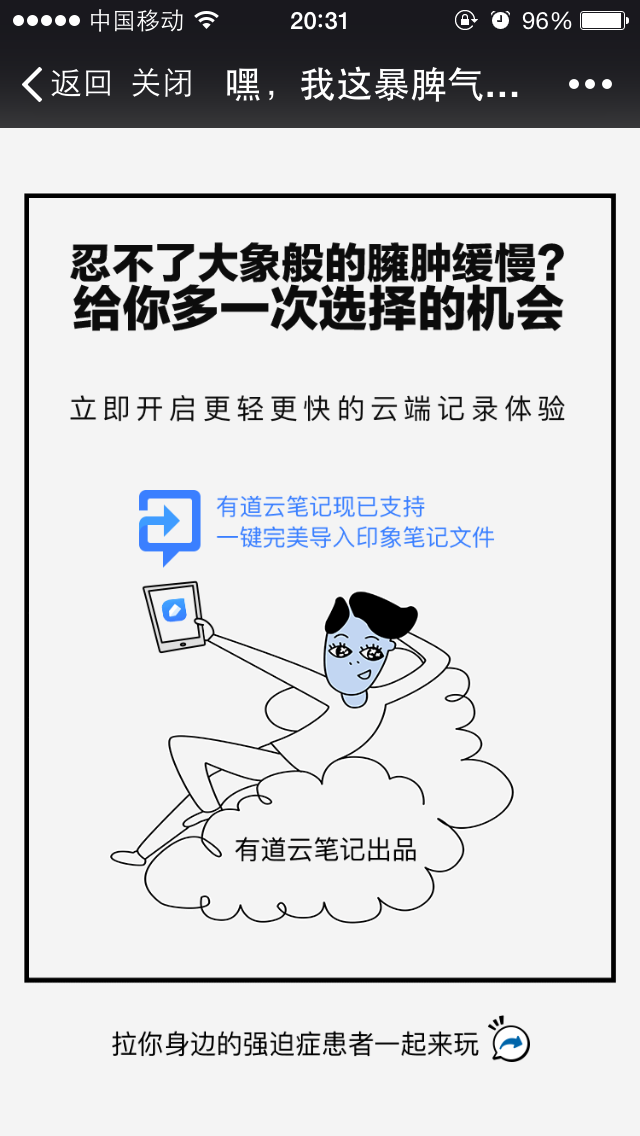 中国移动 20:31 96%
返回 关闭 嘿，我这暴脾气...
忍不了大象般的臃肿缓慢？
给你多一次选择的机会
立即开启更轻更快的云端记录体验
有道云笔记现已支持
一键完美导入印象笔记文件
有道云笔记出品
拉你身边的强迫症患者一起来玩